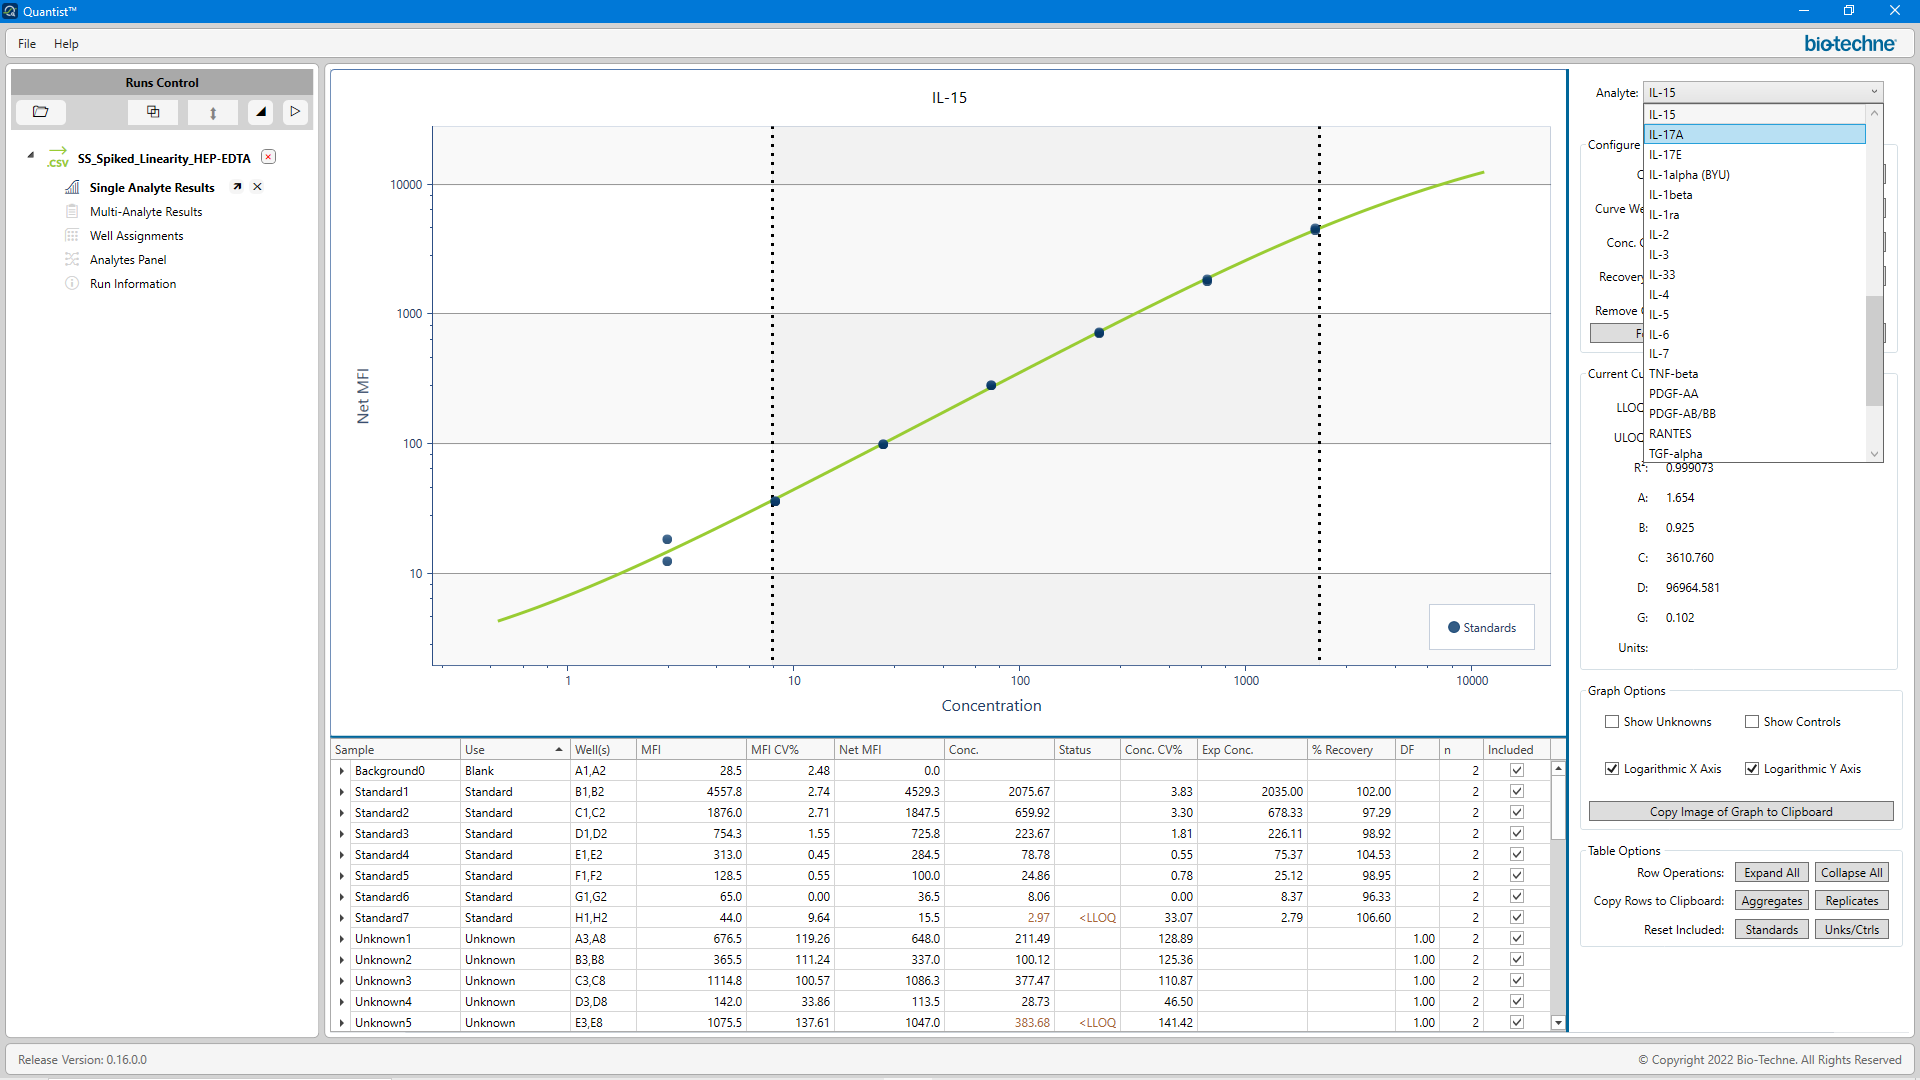 Quantist™
File Help
bio-techne
Runs Control
.CSV SS_Spiked_Linearity_HEP-EDTA
Single Analyte Results
Multi-Analyte Results
Well Assignments
Analytes Panel
Run Information
IL-15
10000
1000
100
10
Net MFI
1 10 100 1000 10000
Concentration
Standards
Analyte: IL-15
IL-15
IL-17A
IL-17E
IL-1alpha (BYU)
IL-1beta
IL-1ra
IL-2
IL-3
IL-33
IL-4
IL-5
IL-6
IL-7
TNF-beta
PDGF-AA
PDGF-AB/BB
RANTES
TGF-alpha
Configure
Curve We
Conc. 
Recovery
Remove
Current Cu
LLOQ
ULOQ
R²: 0.999073
A: 1.654
B: 0.925
C: 3610.760
D: 96964.581
G: 0.102
Units:
Graph Options
Show Unknowns Show Controls
Logarithmic X Axis Logarithmic Y Axis
Copy Image of Graph to Clipboard
Table Options
Row Operations: Expand All Collapse All
Copy Rows to Clipboard: Aggregates Replicates
Reset Included: Standards Unks/Ctrls
Sample Use Well(s) MFI MFI CV% Net MFI Conc. Status Conc. CV% Exp Conc. % Recovery DF n Included
Background0 Blank A1,A2 28.5 2.48 0.0 2
Standard1 Standard B1,B2 4557.8 2.74 4529.3 2075.67 3.83 2035.00 102.00 2
Standard2 Standard C1,C2 1876.0 2.71 1847.5 659.92 3.30 678.33 97.29 2
Standard3 Standard D1,D2 754.3 1.55 725.8 223.67 1.81 226.11 98.92 2
Standard4 Standard E1,E2 313.0 0.45 284.5 78.78 0.55 75.37 104.53 2
Standard5 Standard F1,F2 128.5 0.55 100.0 24.86 0.78 25.12 98.95 2
Standard6 Standard G1,G2 65.0 0.00 36.5 8.06 0.00 8.37 96.33 2
Standard7 Standard H1,H2 44.0 9.64 15.5 2.97 <LLOQ 33.07 2.79 106.60 2
Unknown1 Unknown A3,A8 676.5 119.26 648.0 211.49 128.89 1.00 2
Unknown2 Unknown B3,B8 365.5 111.24 337.0 100.12 125.36 1.00 2
Unknown3 Unknown C3,C8 1114.8 100.57 1086.3 377.47 110.87 1.00 2
Unknown4 Unknown D3,D8 142.0 33.86 113.5 28.73 46.50 1.00 2
Unknown5 Unknown E3,E8 1075.5 137.61 1047.0 383.68 <LLOQ 141.42 1.00 2
Release Version: 0.16.0.0
© Copyright 2022 Bio-Techne. All Rights Reserved